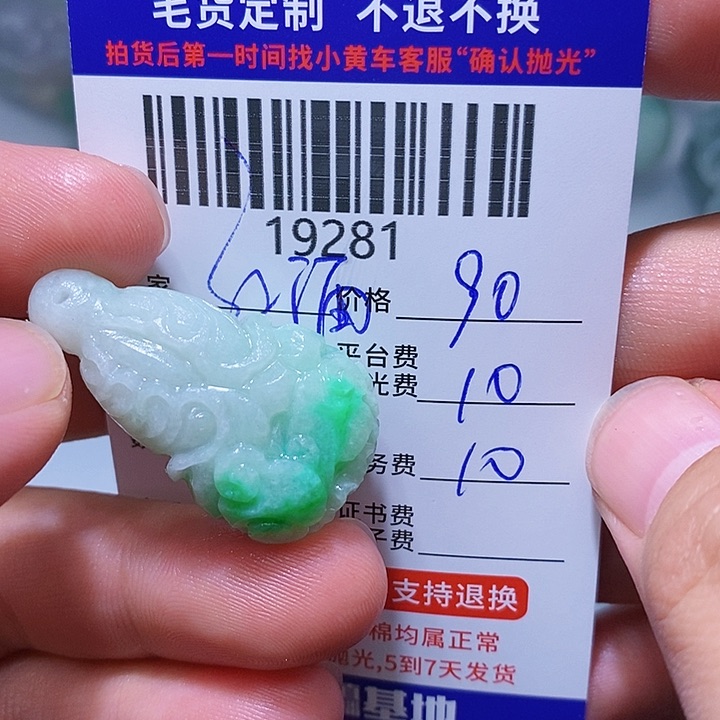 毛货定制 不退不换
拍货后第一时间找小黄车客服“确认抛光”
19281
价格 90
平台费
光费 10
务费 10
证书费
子费
支持退换
棉均属正常
抛光,5到7天发货
基地